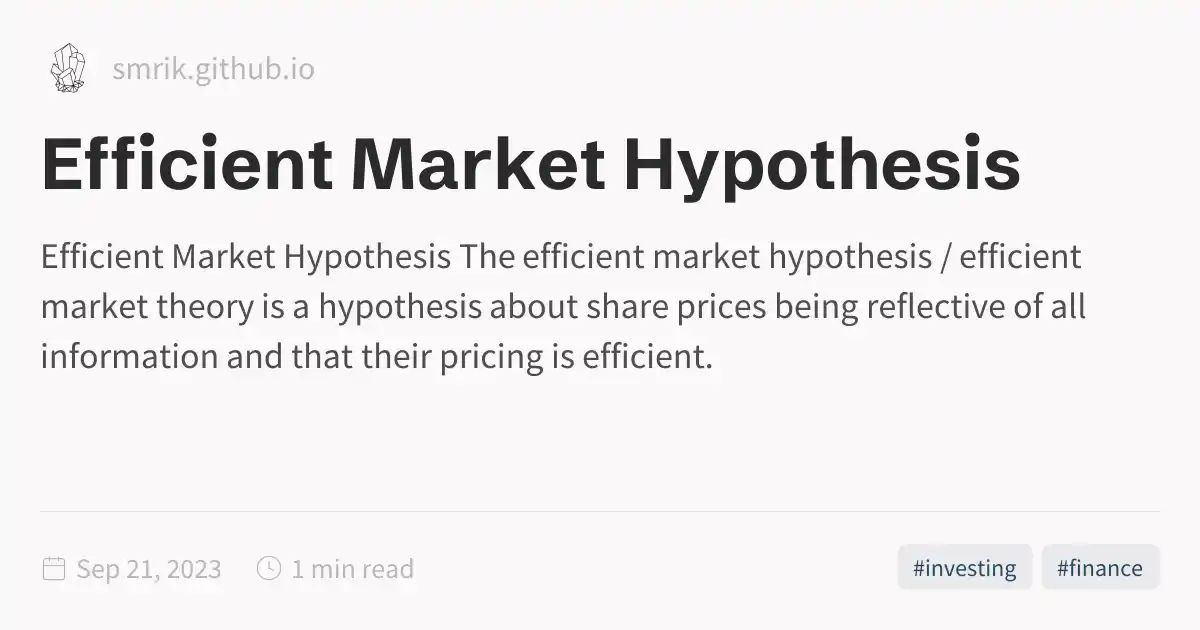 smrik.github.io
Efficient Market Hypothesis
Efficient Market Hypothesis The efficient market hypothesis / efficient
market theory is a hypothesis about share prices being reflective of all
information and that their pricing is efficient.
Sep 21, 2023 1 min read #investing #finance